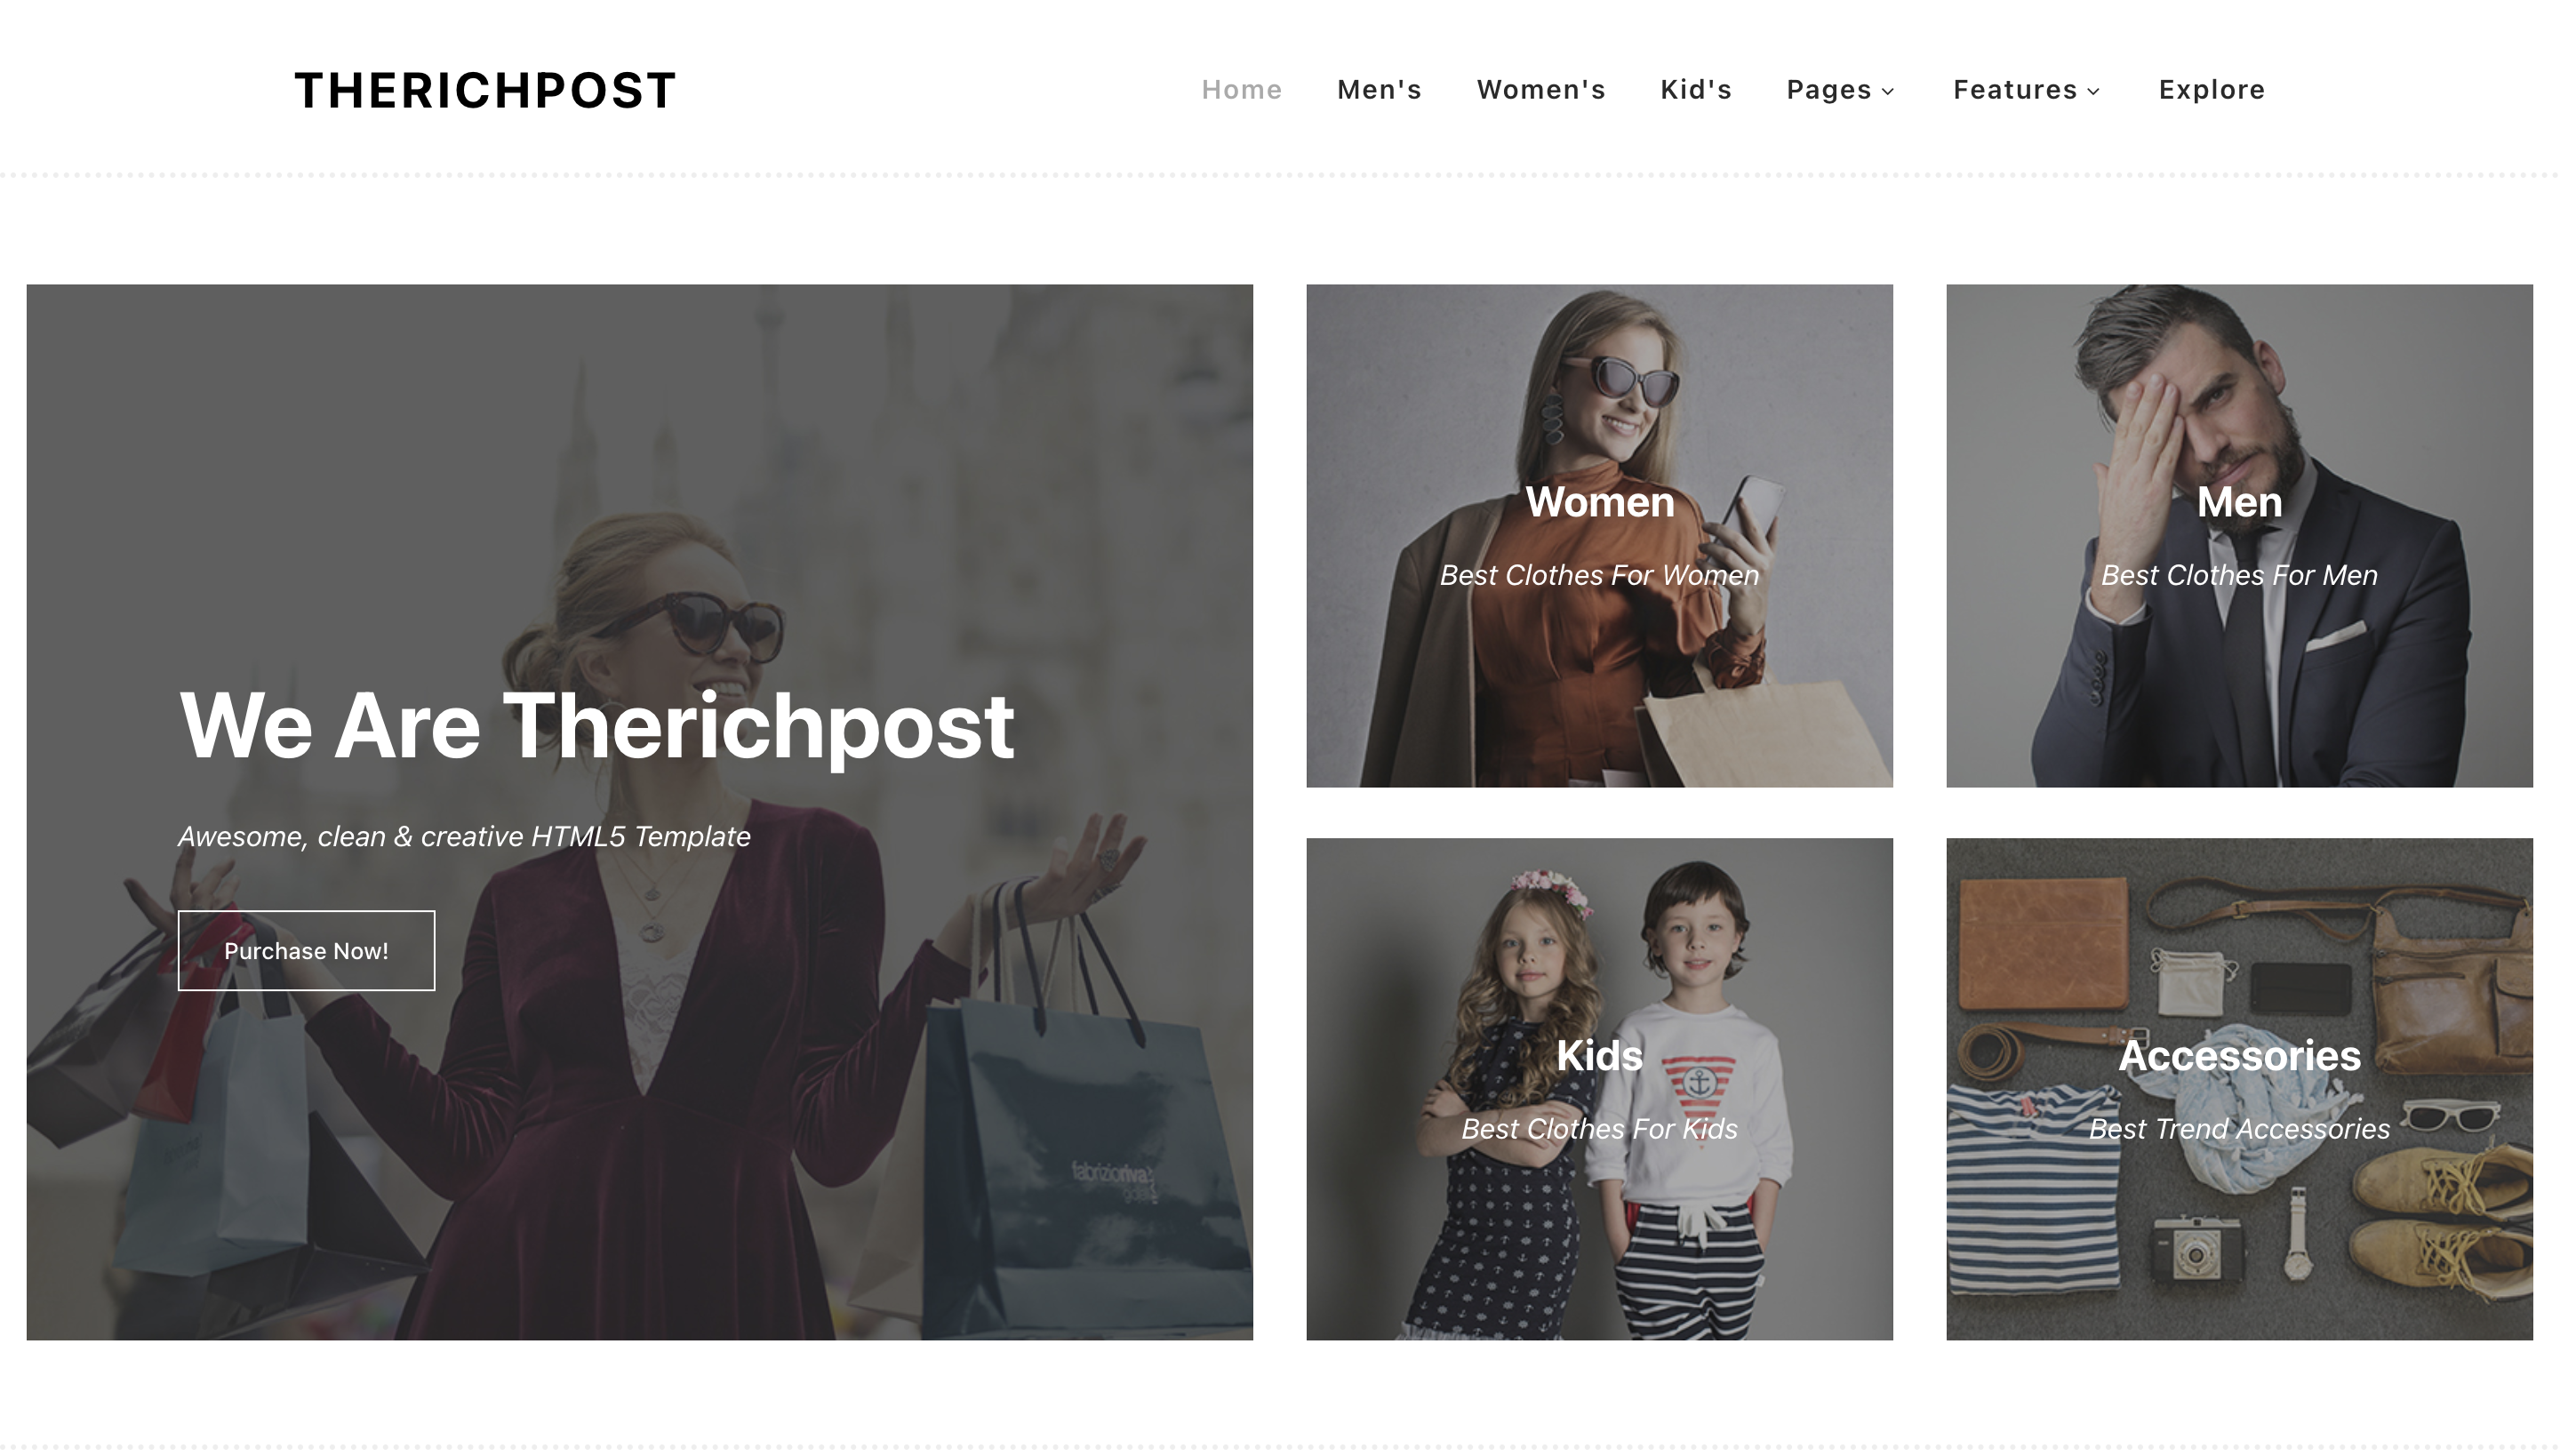 THERICHPOST
Home Men's Women's Kid's Pages Features Explore
We Are Therichpost
Awesome, clean & creative HTML5 Template
Purchase Now!
Women
Best Clothes For Women
Men
Best Clothes For Men
Kids
Best Clothes For Kids
Accessories
Best Trend Accessories
fabrizioriva